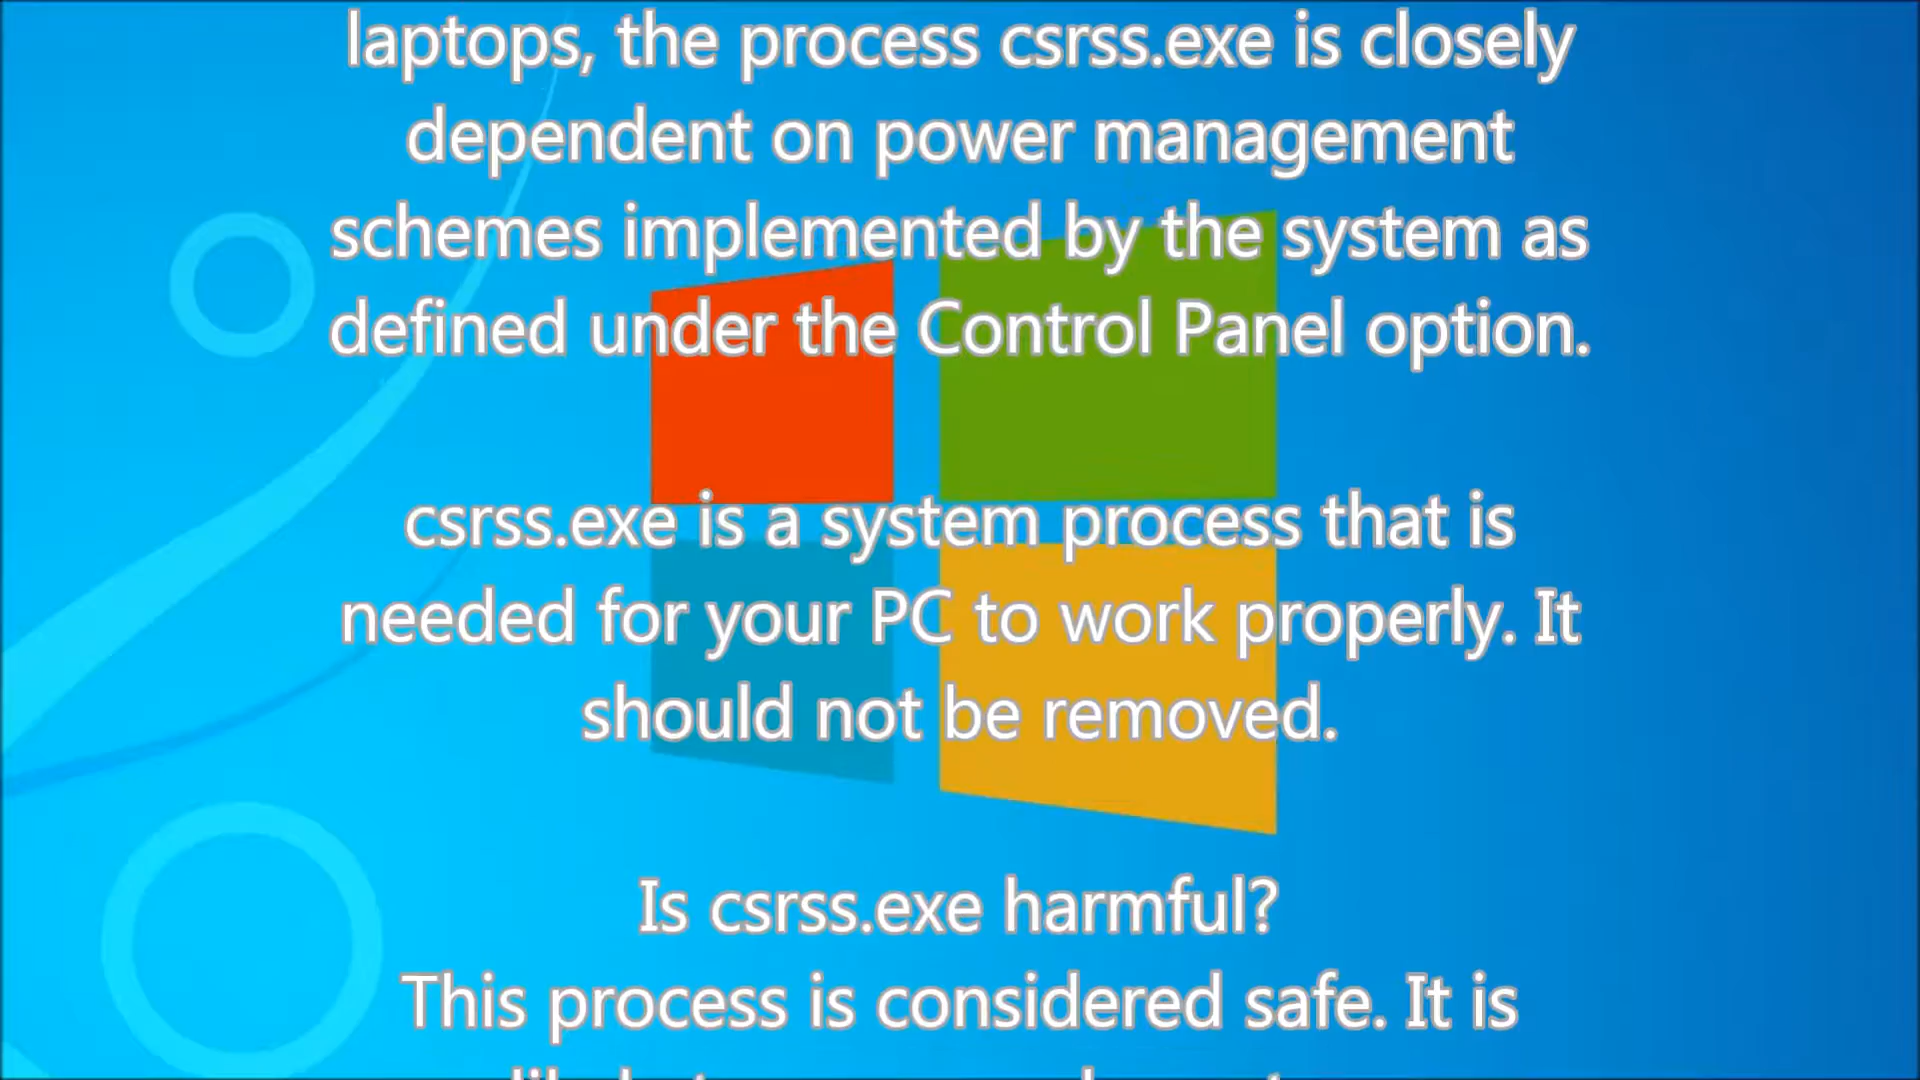 laptops, the process csrss.exe is closely
dependent on power management
schemes implemented by the system as
defined under the Control Panel option.
csrss.exe is a system process that is
needed for your PC to work properly. It
should not be removed.
Is csrss.exe harmful?
This process is considered safe. It is